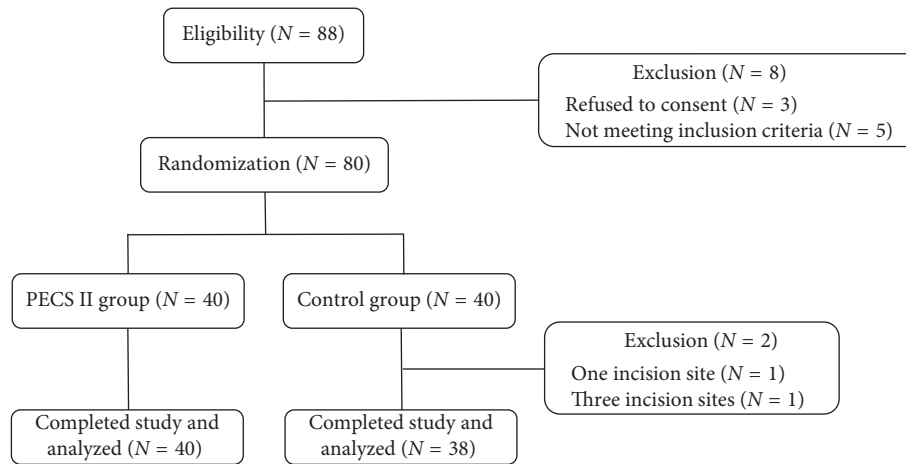 Eligibility (N = 88)
Exclusion (N = 8)
Refused to consent (N = 3)
Not meeting inclusion criteria (N = 5)
Randomization (N = 80)
PECS II group (N = 40)
Control group (N = 40)
Exclusion (N = 2)
One incision site (N = 1)
Three incision sites (N = 1)
Completed study and
analyzed (N = 40)
Completed study and
analyzed (N = 38)